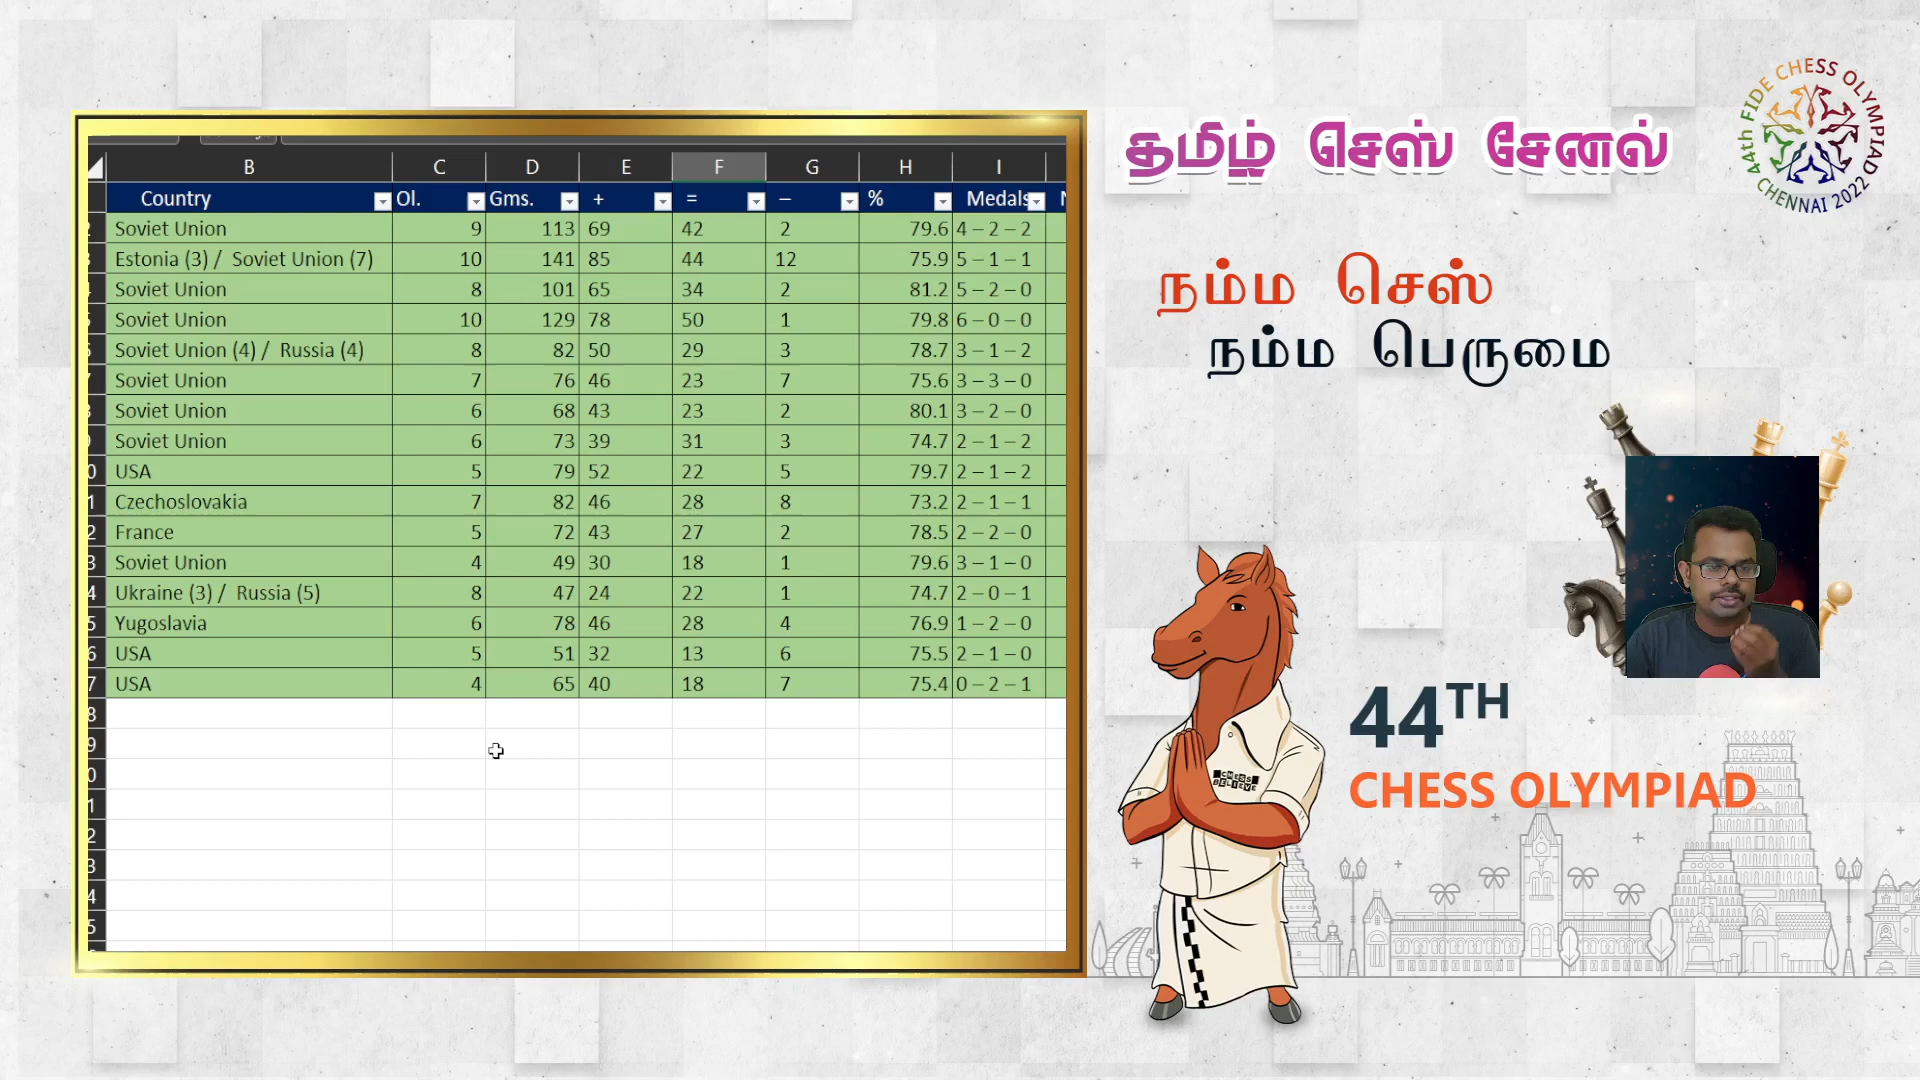 B C D E F G H I
Country Ol. Gms. + = – % Medals
Soviet Union 9 113 69 42 2 79.6 4 – 2 – 2
Estonia (3) / Soviet Union (7) 10 141 85 44 12 75.9 5 – 1 – 1
Soviet Union 8 101 65 34 2 81.2 5 – 2 – 0
Soviet Union 10 129 78 50 1 79.8 6 – 0 – 0
Soviet Union (4) / Russia (4) 8 82 50 29 3 78.7 3 – 1 – 2
Soviet Union 7 76 46 23 7 75.6 3 – 3 – 0
Soviet Union 6 68 43 23 2 80.1 3 – 2 – 0
Soviet Union 6 73 39 31 3 74.7 2 – 1 – 2
USA 5 79 52 22 5 79.7 2 – 1 – 2
Czechoslovakia 7 82 46 28 8 73.2 2 – 1 – 1
France 5 72 43 27 2 78.5 2 – 2 – 0
Soviet Union 4 49 30 18 1 79.6 3 – 1 – 0
Ukraine (3) / Russia (5) 8 47 24 22 1 74.7 2 – 0 – 1
Yugoslavia 6 78 46 28 4 76.9 1 – 2 – 0
USA 5 51 32 13 6 75.5 2 – 1 – 0
USA 4 65 40 18 7 75.4 0 – 2 – 1
தமிழ் செஸ் சேனல்
44th FIDE CHESS OLYMPIAD
CHENNAI 2022
நம்ம செஸ்
நம்ம பெருமை
CHESS
BELIEVE
44TH
CHESS OLYMPIAD